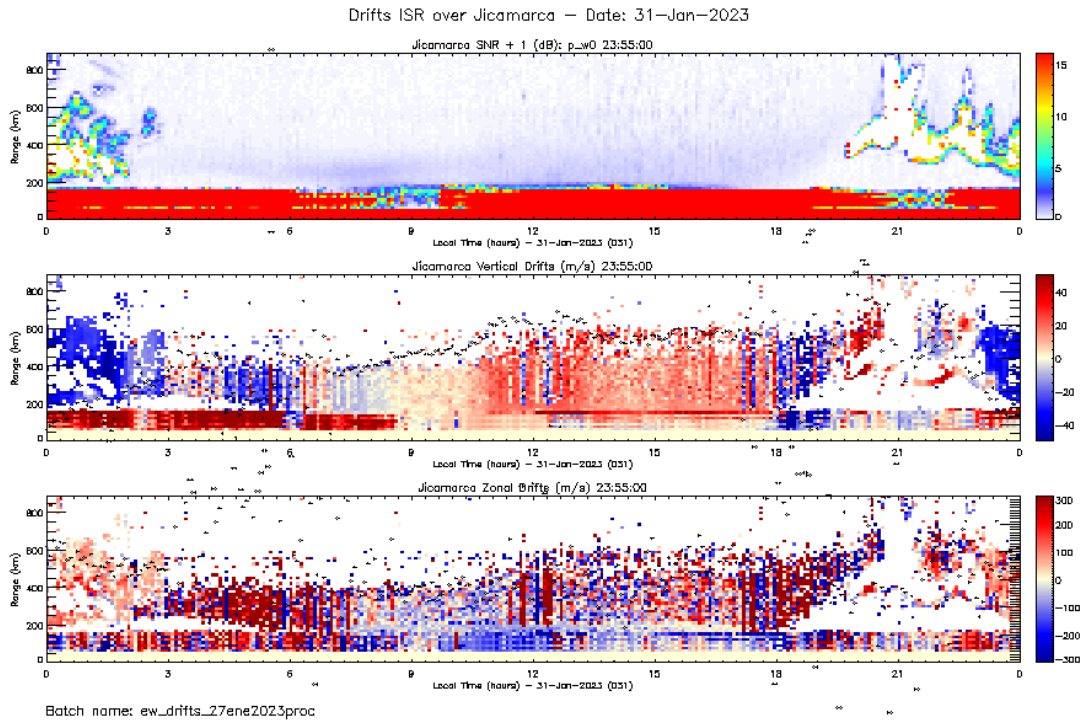 Drifts ISR over Jicamarca – Date: 31-Jan-2023
Jicamarca SNR + 1 (dB): p_w0 23:55:00
Range (km)
800
600
400
200
0
0 3 6 9 12 15 18 21 0
Local Time (hours) – 31-Jan-2023 (031)
15
10
5
0
Jicamarca Vertical Drifts (m/s) 23:55:00
Range (km)
800
600
400
200
0
0 3 6 9 12 15 18 21 0
Local Time (hours) – 31-Jan-2023 (031)
40
20
0
-20
-40
Jicamarca Zonal Drifts (m/s) 23:55:00
Range (km)
800
600
400
200
0
0 3 6 9 12 15 18 21 0
Local Time (hours) – 31-Jan-2023 (031)
300
200
100
0
-100
-200
-300
Batch name: ew_drifts_27ene2023proc